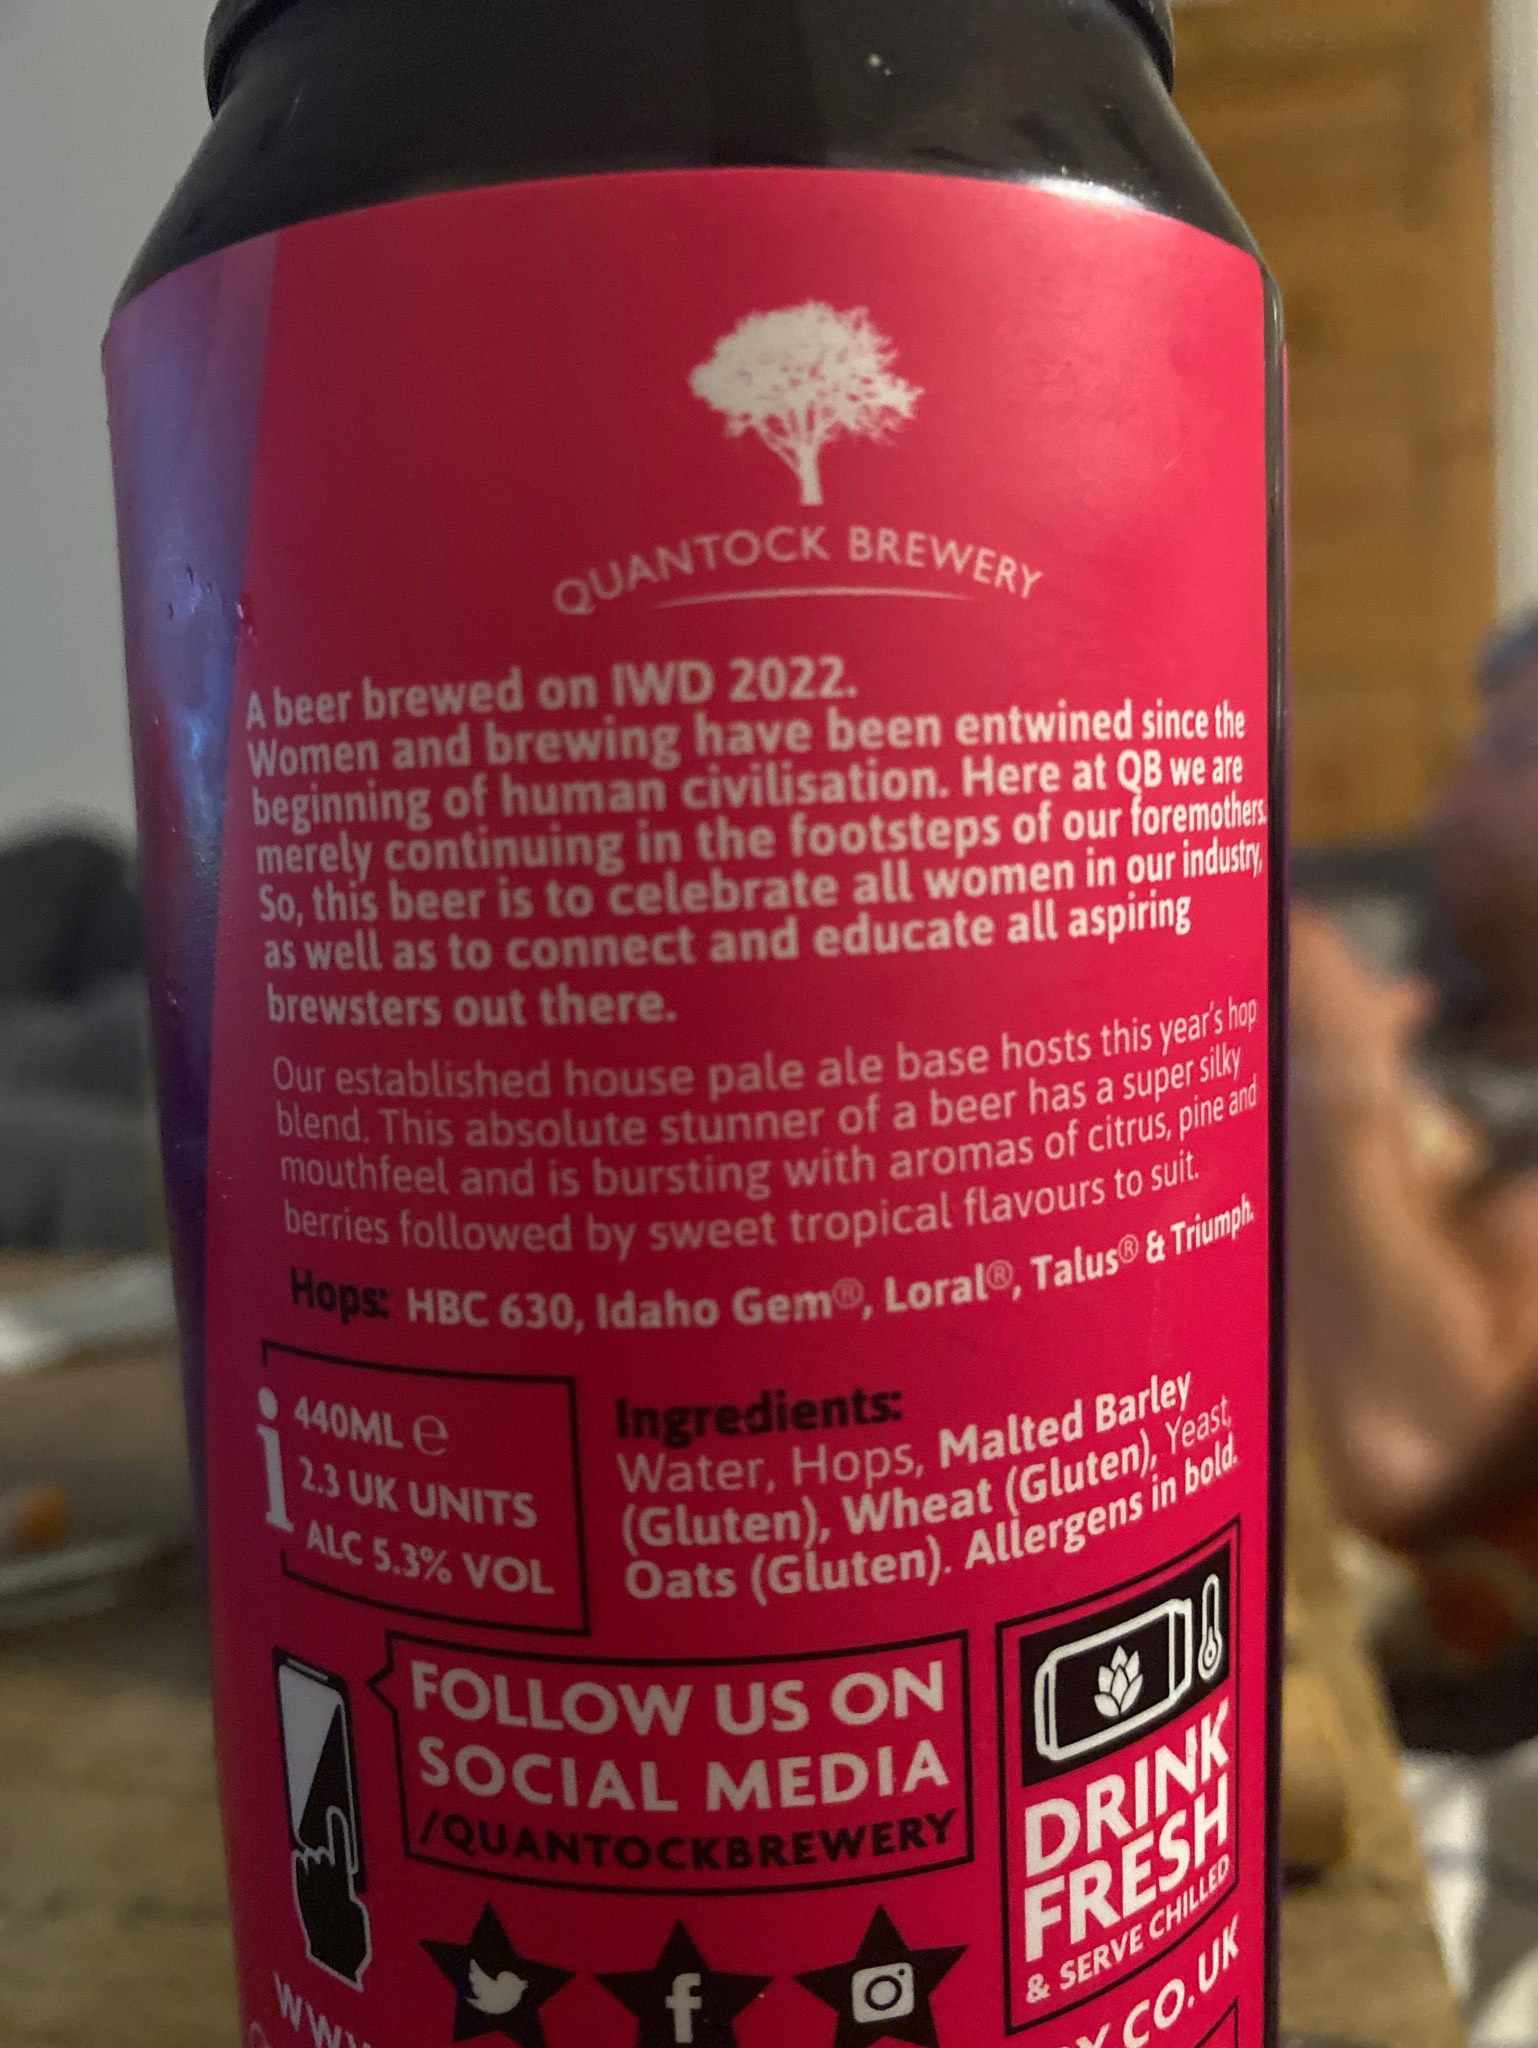 QUANTOCK BREWERY
A beer brewed on IWD 2022.
Women and brewing have been entwined since the
beginning of human civilisation. Here at QB we are
merely continuing in the footsteps of our foremothers.
So, this beer is to celebrate all women in our industry,
as well as to connect and educate all aspiring
brewsters out there.
Our established house pale ale base hosts this year's hop
blend. This absolute stunner of a beer has a super silky
mouthfeel and is bursting with aromas of citrus, pine and
berries followed by sweet tropical flavours to suit.
Hops: HBC 630, Idaho Gem®, Loral®, Talus® & Triumph.
i
440ML e
2.3 UK UNITS
ALC 5.3% VOL
Ingredients:
Water, Hops, Malted Barley
(Gluten), Wheat (Gluten), Yeast,
Oats (Gluten). Allergens in bold.
FOLLOW US ON
SOCIAL MEDIA
/QUANTOCKBREWERY
DRINK
FRESH
& SERVE CHILLED
f
WWW
Y.CO.UK